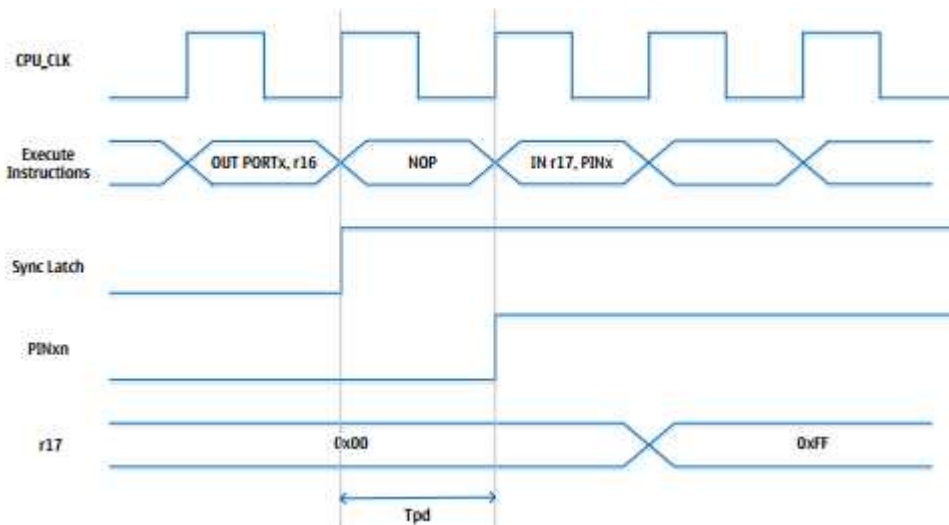 CPU_CLK
Execute
Instructions
OUT PORTx, r16
NOP
IN r17, PINx
Sync Latch
PINxn
r17
0x00
0xFF
Tpd